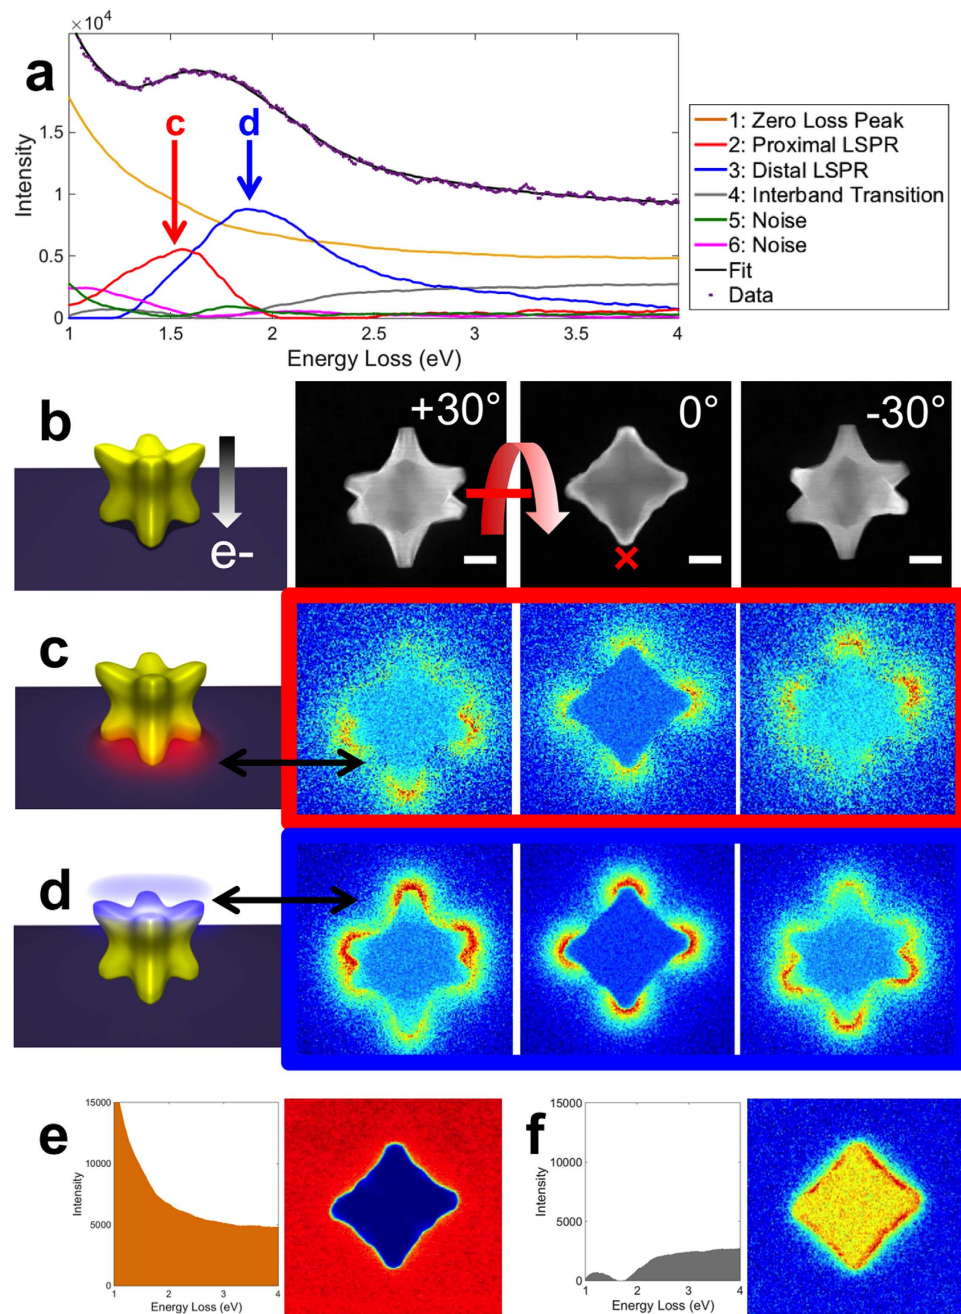 ×10⁴
a
c
d
1.5
1
0.5
0
Intensity
1
1.5
2
2.5
3
3.5
4
Energy Loss (eV)
1: Zero Loss Peak
2: Proximal LSPR
3: Distal LSPR
4: Interband Transition
5: Noise
6: Noise
Fit
Data
b
e-
+30°
0°
-30°
c
d
e
15000
10000
5000
0
Intensity
1
2
3
4
Energy Loss (eV)
f
15000
10000
5000
0
Intensity
1
2
3
4
Energy Loss (eV)